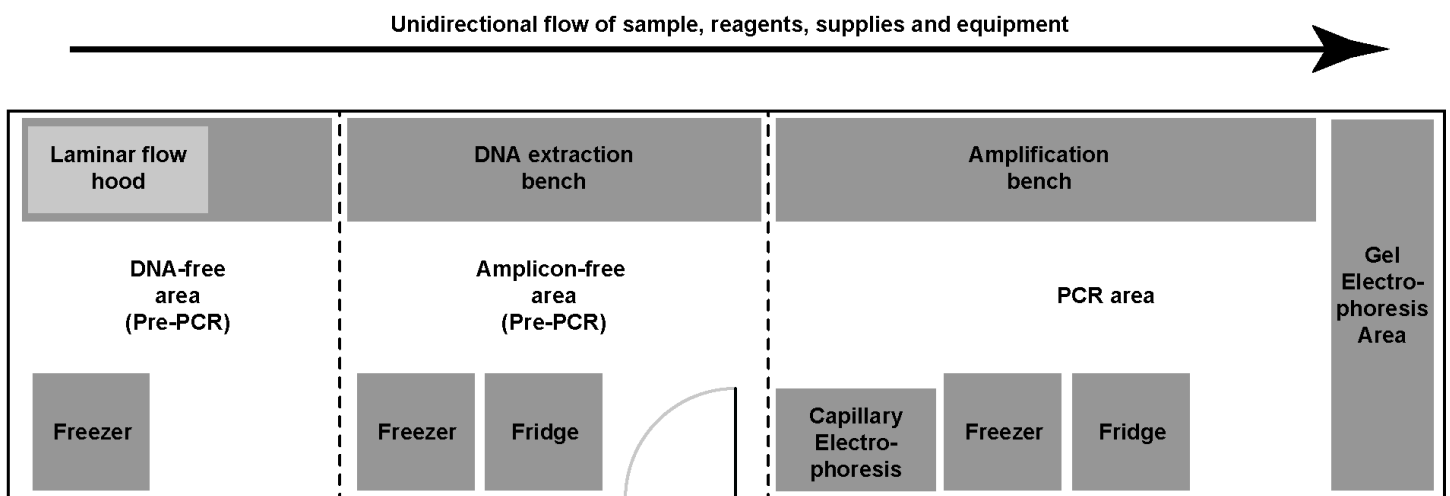 Unidirectional flow of sample, reagents, supplies and equipment
Laminar flow
hood
DNA extraction
bench
Amplification
bench
DNA-free
area
(Pre-PCR)
Amplicon-free
area
(Pre-PCR)
PCR area
Gel
Electro-
phoresis
Area
Freezer
Freezer
Fridge
Capillary
Electro-
phoresis
Freezer
Fridge